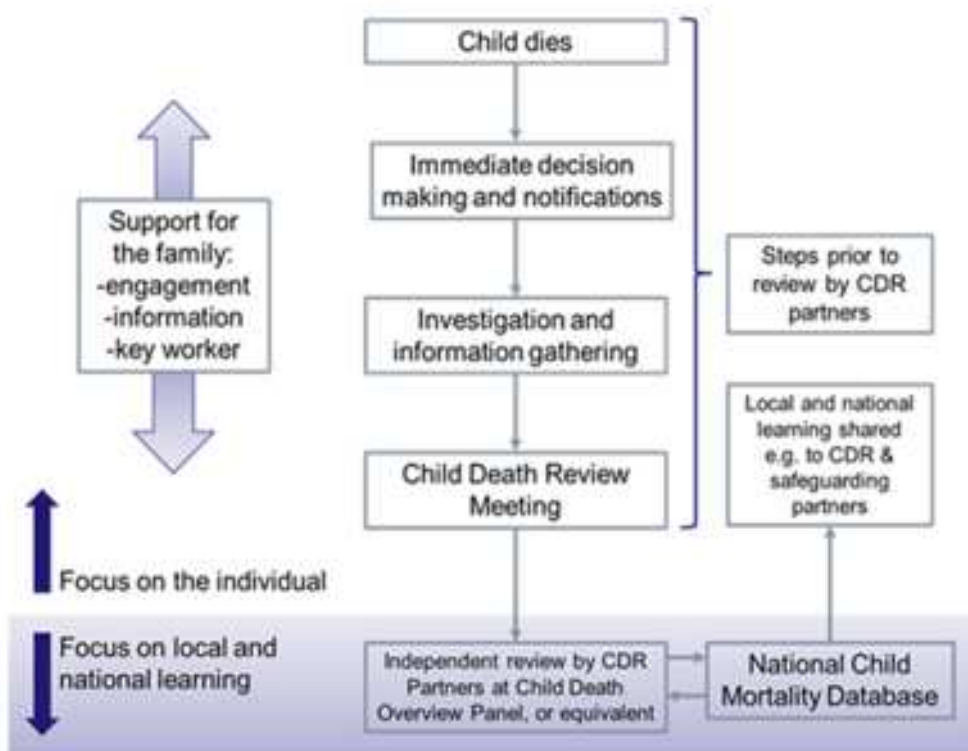 Child dies
Immediate decision
making and notifications
Support for
the family:
-engagement
-information
-key worker
Steps prior to
review by CDR
partners
Investigation and
information gathering
Local and national
learning shared
e.g. to CDR &
safeguarding
partners
Child Death Review
Meeting
Focus on the individual
Focus on local and
national learning
Independent review by CDR
Partners at Child Death
Overview Panel, or equivalent
National Child
Mortality Database